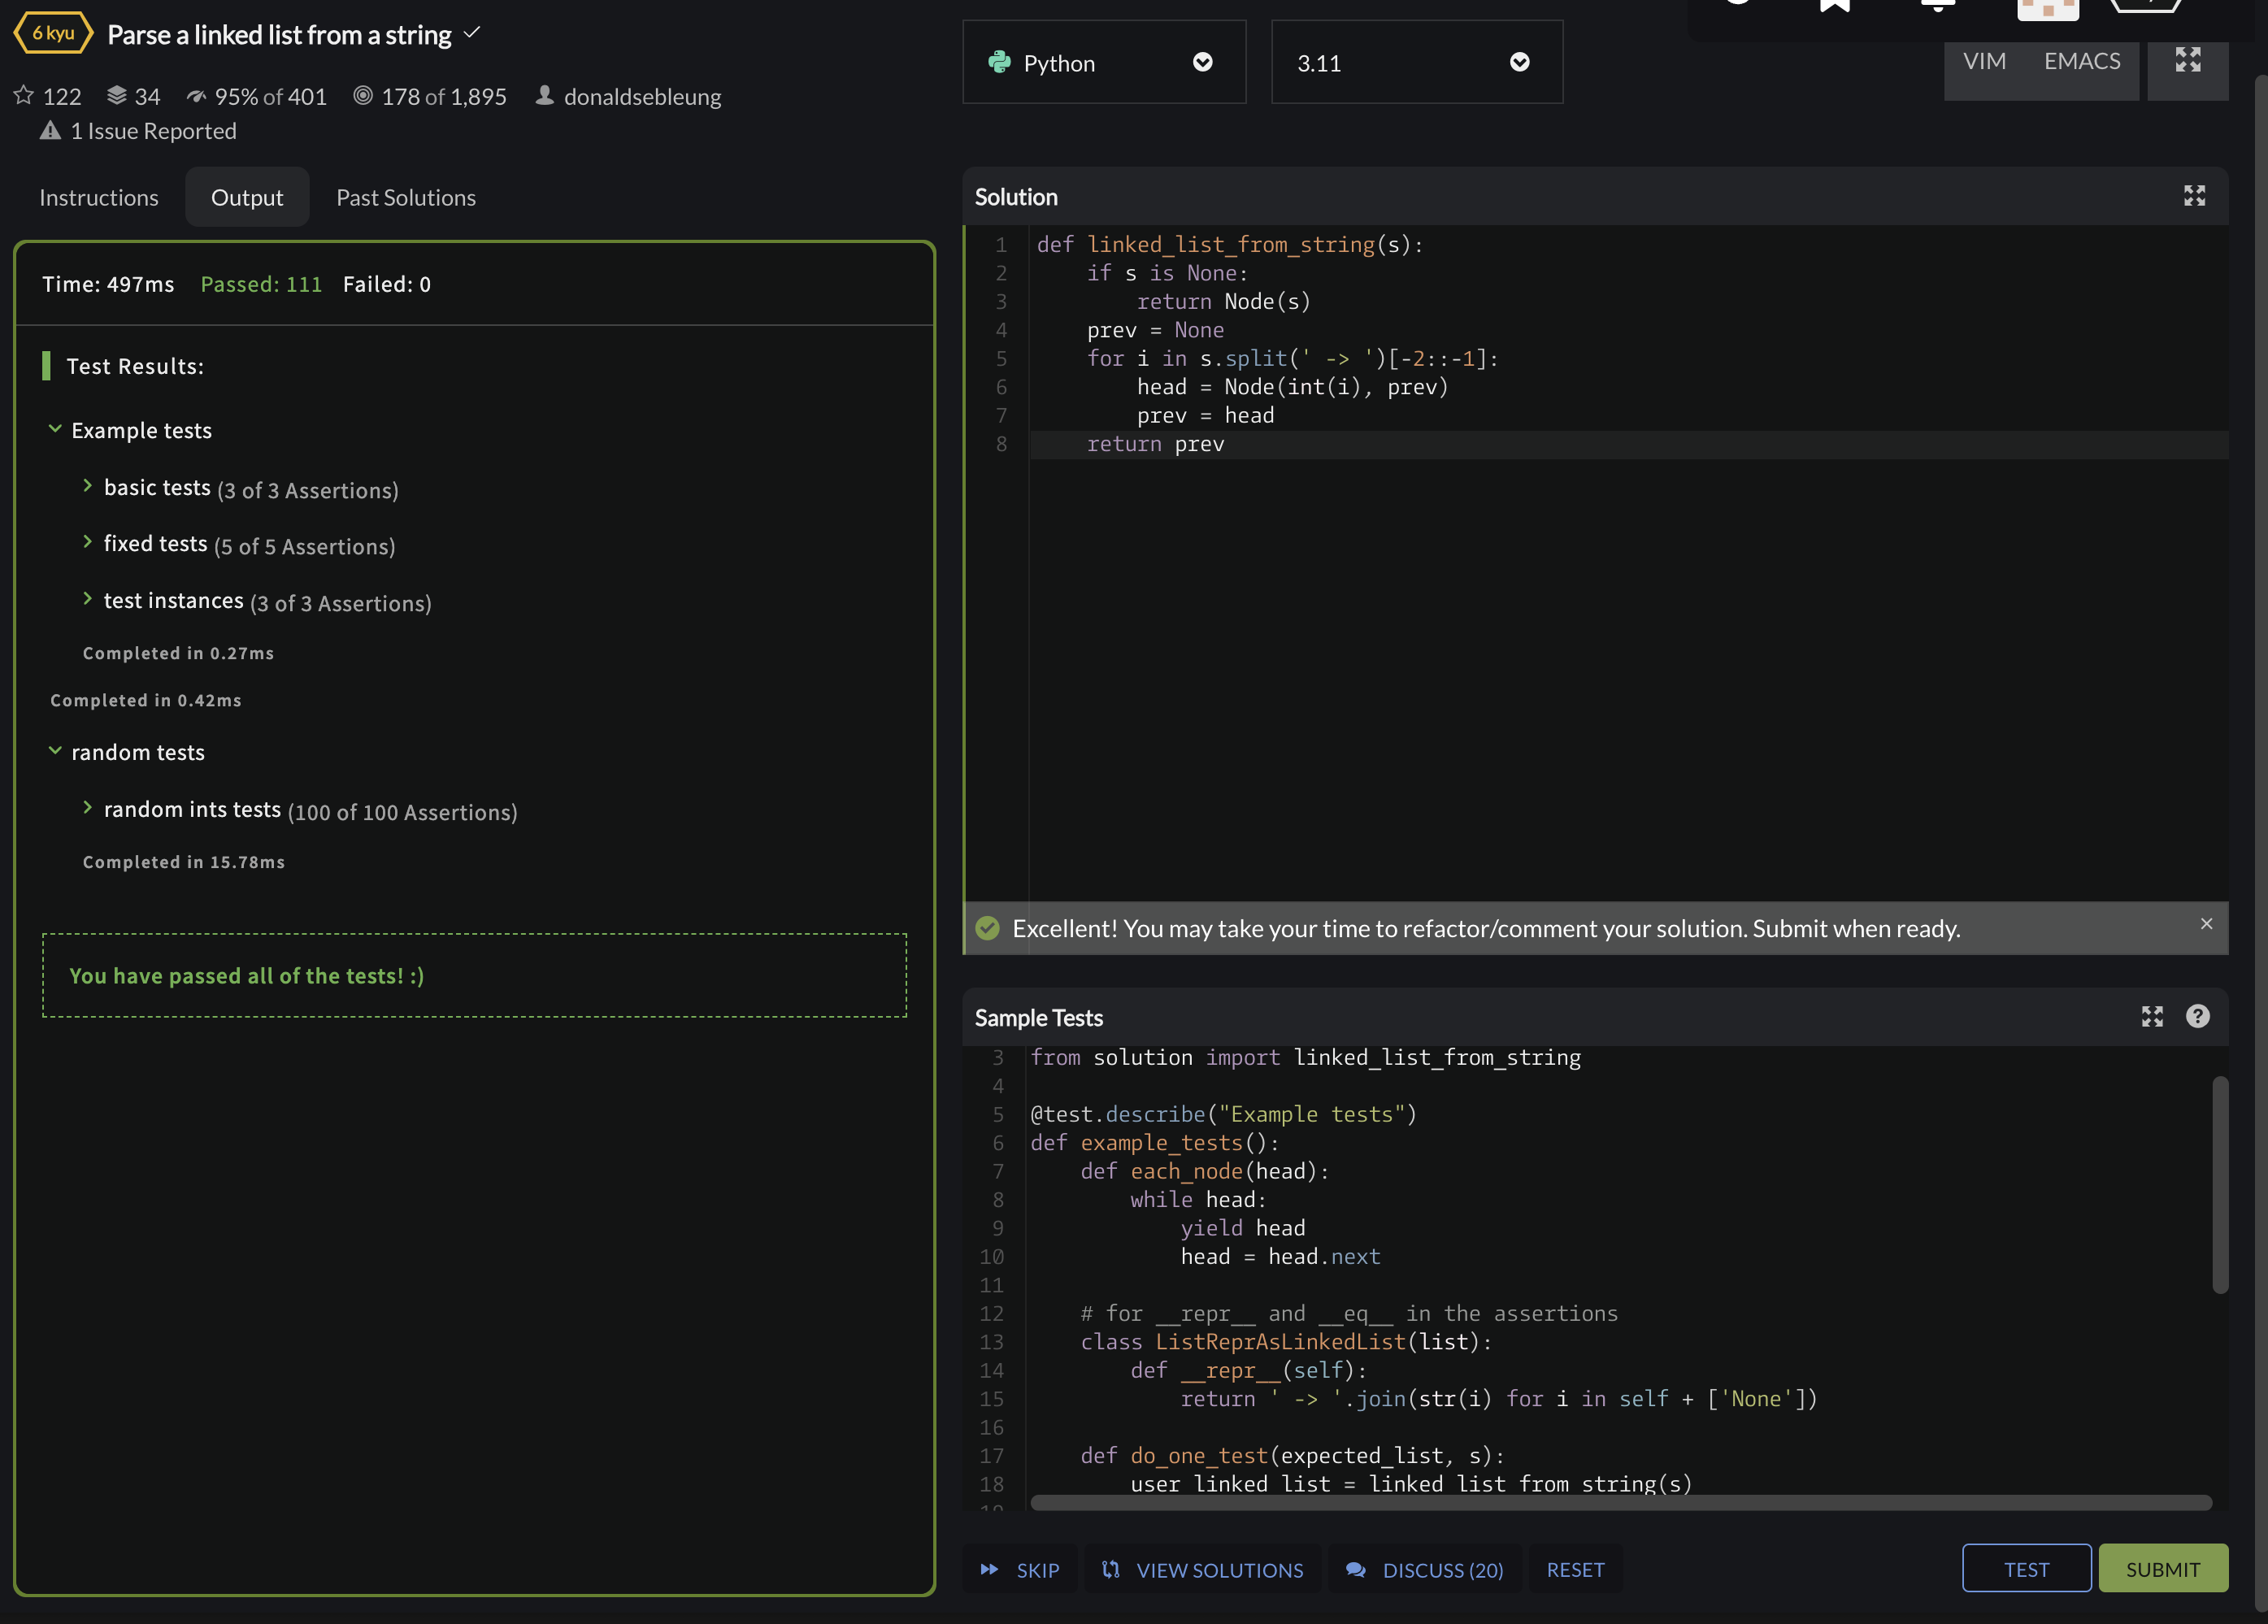 6 kyu Parse a linked list from a string
122 34 95% of 401 178 of 1,895 donaldsebleung
1 Issue Reported
Instructions Output Past Solutions
Time: 497ms Passed: 111 Failed: 0
Test Results:
Example tests
basic tests (3 of 3 Assertions)
fixed tests (5 of 5 Assertions)
test instances (3 of 3 Assertions)
Completed in 0.27ms
Completed in 0.42ms
random tests
random ints tests (100 of 100 Assertions)
Completed in 15.78ms
You have passed all of the tests! :)
Python 3.11 VIM EMACS
Solution
1 def linked_list_from_string(s):
2     if s is None:
3         return Node(s)
4     prev = None
5     for i in s.split(' -> ')[-2::-1]:
6         head = Node(int(i), prev)
7         prev = head
8     return prev
Excellent! You may take your time to refactor/comment your solution. Submit when ready.
Sample Tests
3 from solution import linked_list_from_string
4
5 @test.describe("Example tests")
6 def example_tests():
7     def each_node(head):
8         while head:
9             yield head
10             head = head.next
11
12     # for __repr__ and __eq__ in the assertions
13     class ListReprAsLinkedList(list):
14         def __repr__(self):
15             return ' -> '.join(str(i) for i in self + ['None'])
16
17     def do_one_test(expected_list, s):
18         user_linked_list = linked_list_from_string(s)
SKIP VIEW SOLUTIONS DISCUSS (20) RESET TEST SUBMIT